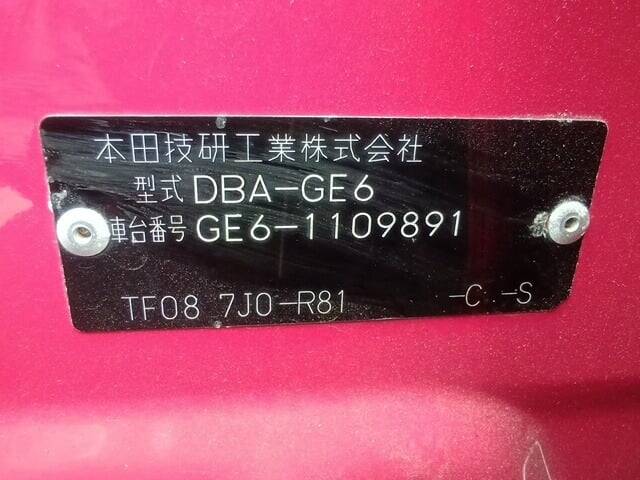 本田技研工業株式会社
型式 DBA-GE6
車台番号 GE6-1109891
TF08 7J0-R81 -C -S